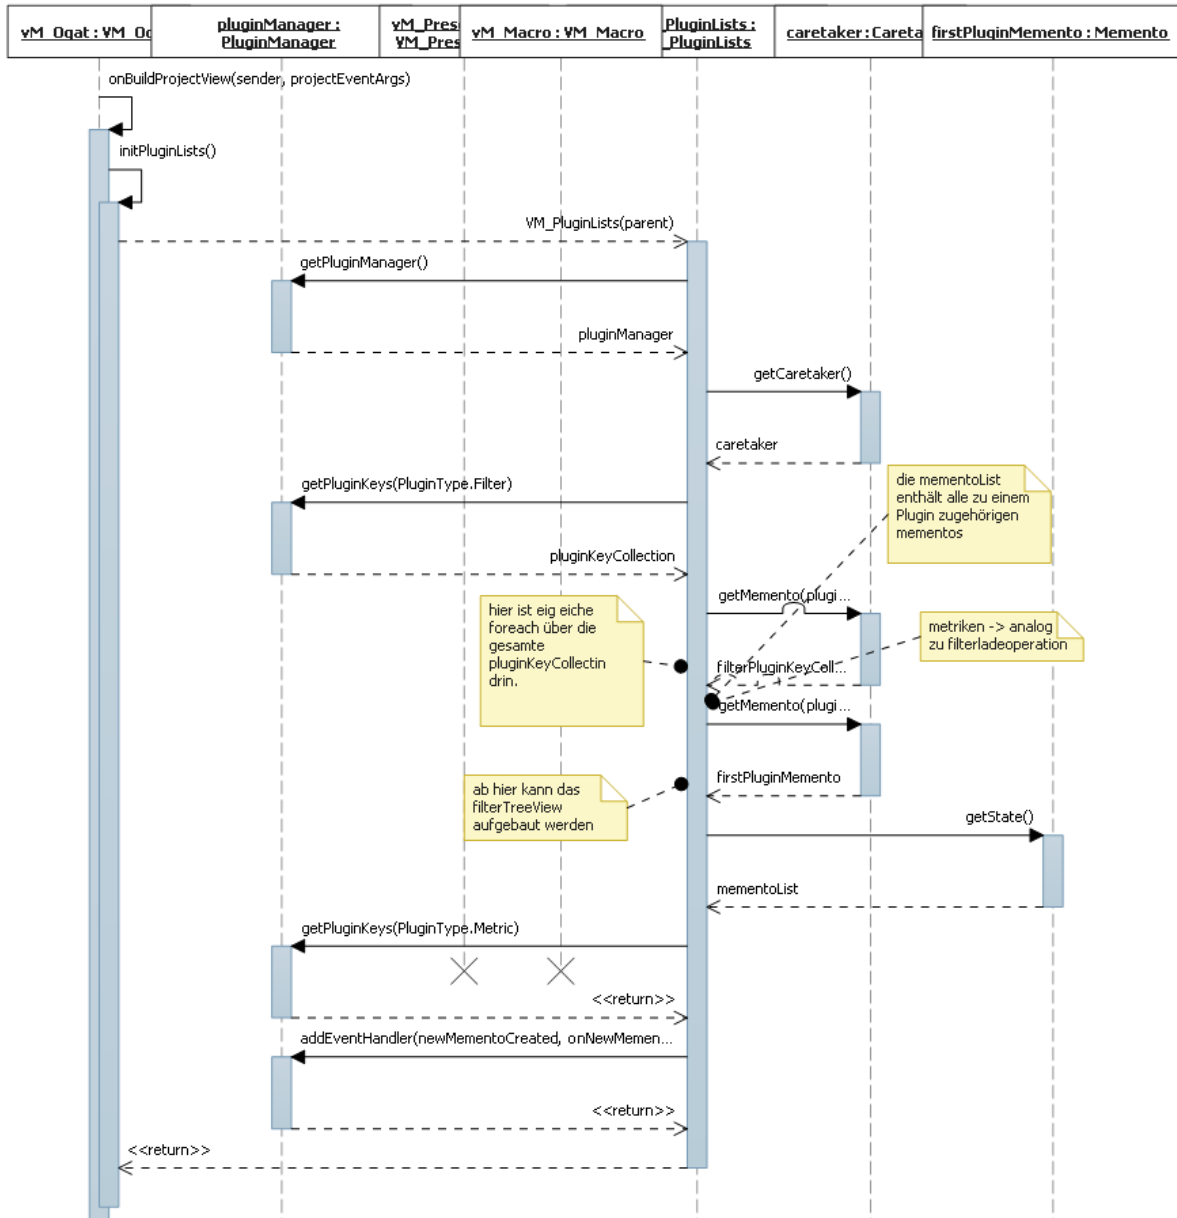 vM_Oqat : VM_Oq
pluginManager :
PluginManager
vM_Pres
VM_Pres
vM_Macro : VM_Macro
_PluginLists :
_PluginLists
caretaker : Careta
firstPluginMemento : Memento
onBuildProjectView(sender, projectEventArgs)
initPluginLists()
VM_PluginLists(parent)
getPluginManager()
pluginManager
getCaretaker()
caretaker
die mementoList
enthält alle zu einem
Plugin zugehörigen
mementos
getPluginKeys(PluginType.Filter)
pluginKeyCollection
getMemento(plugi...
hier ist eig eiche
foreach über die
gesamte
pluginKeyCollectin
drin.
metriken -> analog
zu filterladeoperation
filterPluginKeyColl...
getMemento(plugi...
firstPluginMemento
ab hier kann das
filterTreeView
aufgebaut werden
getState()
mementoList
getPluginKeys(PluginType.Metric)
<<return>>
addEventHandler(newMementoCreated, onNewMemen...
<<return>>
<<return>>